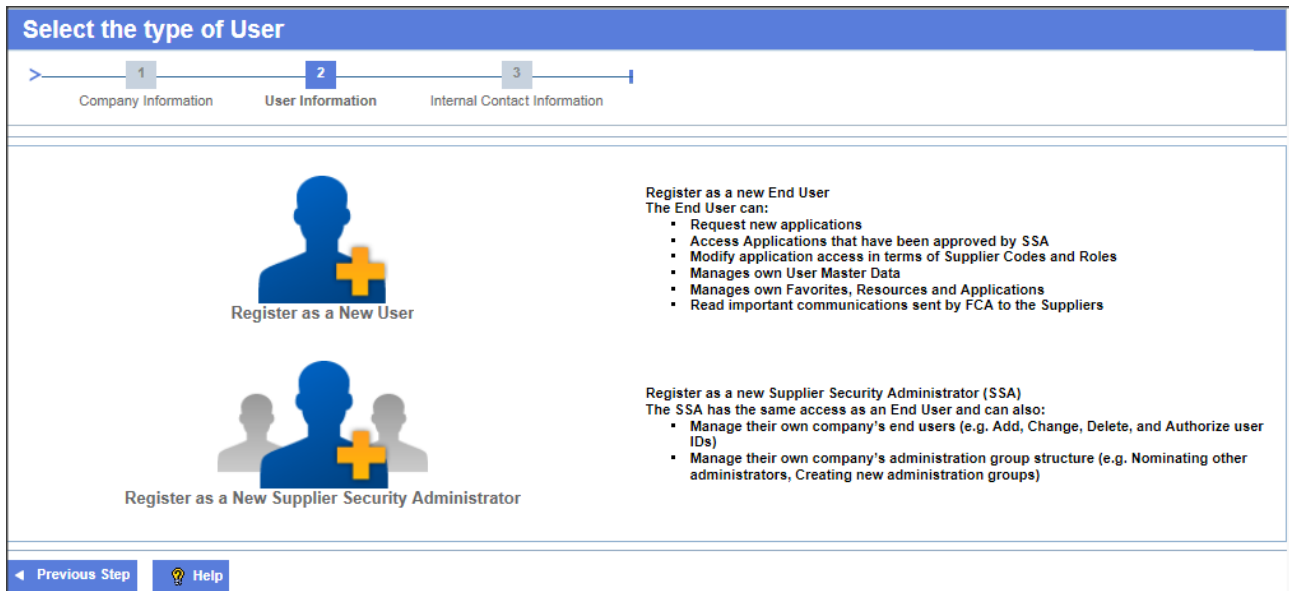 Select the type of User
>
1
2
3
Company Information
User Information
Internal Contact Information
Register as a New User
Register as a new End User
The End User can:
▪ Request new applications
▪ Access Applications that have been approved by SSA
▪ Modify application access in terms of Supplier Codes and Roles
▪ Manages own User Master Data
▪ Manages own Favorites, Resources and Applications
▪ Read important communications sent by FCA to the Suppliers
Register as a New Supplier Security Administrator
Register as a new Supplier Security Administrator (SSA)
The SSA has the same access as an End User and can also:
▪ Manage their own company's end users (e.g. Add, Change, Delete, and Authorize user
IDs)
▪ Manage their own company's administration group structure (e.g. Nominating other
administrators, Creating new administration groups)
Previous Step
Help